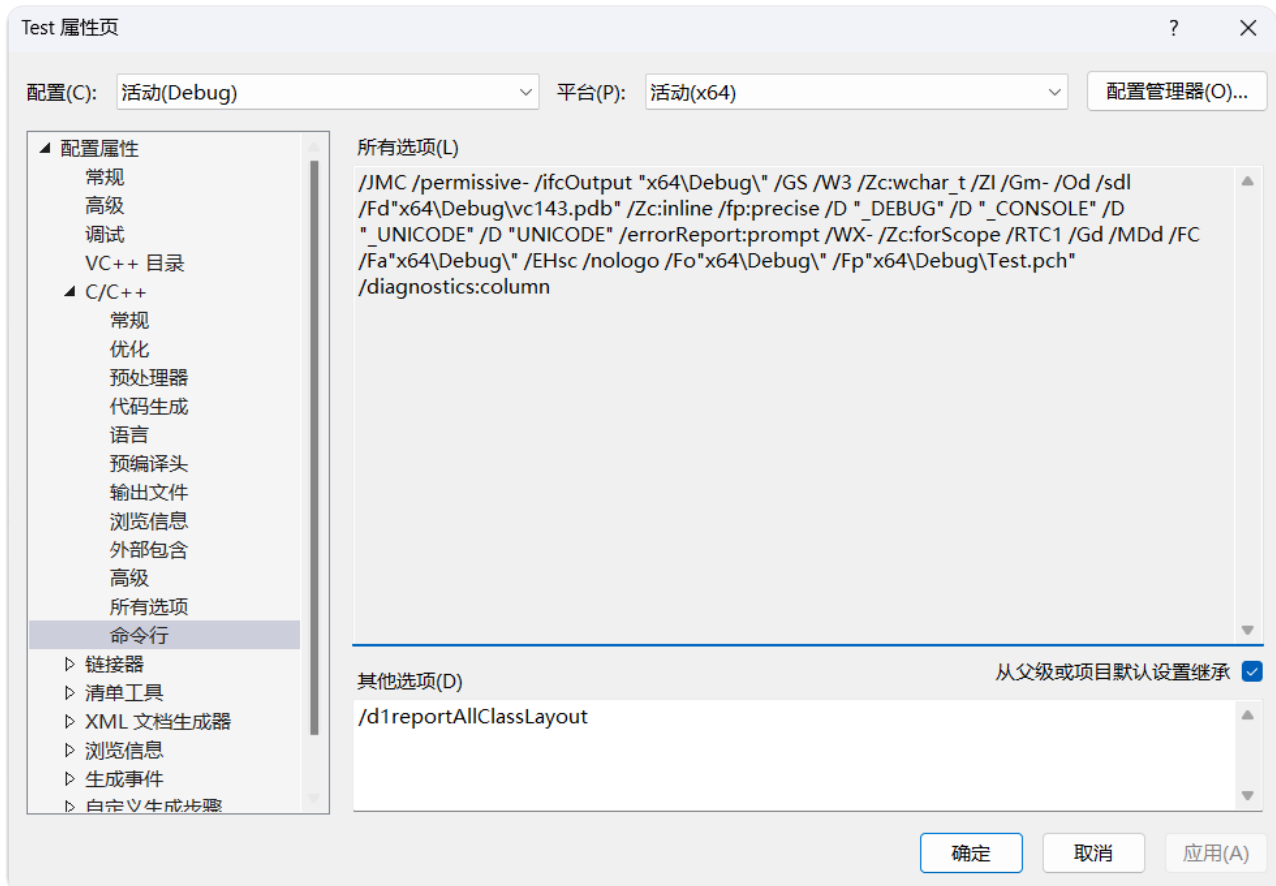 Test 属性页
?
配置(C):
活动(Debug)
平台(P):
活动(x64)
配置管理器(O)...
配置属性
常规
高级
调试
VC++ 目录
C/C++
常规
优化
预处理器
代码生成
语言
预编译头
输出文件
浏览信息
外部包含
高级
所有选项
命令行
链接器
清单工具
XML 文档生成器
浏览信息
生成事件
自定义生成步骤
所有选项(L)
/JMC /permissive- /ifcOutput "x64\Debug\" /GS /W3 /Zc:wchar_t /ZI /Gm- /Od /sdl
/Fd"x64\Debug\vc143.pdb" /Zc:inline /fp:precise /D "_DEBUG" /D "_CONSOLE" /D
"_UNICODE" /D "UNICODE" /errorReport:prompt /WX- /Zc:forScope /RTC1 /Gd /MDd /FC
/Fa"x64\Debug\" /EHsc /nologo /Fo"x64\Debug\" /Fp"x64\Debug\Test.pch"
/diagnostics:column
从父级或项目默认设置继承
其他选项(D)
/d1reportAllClassLayout
确定
取消
应用(A)